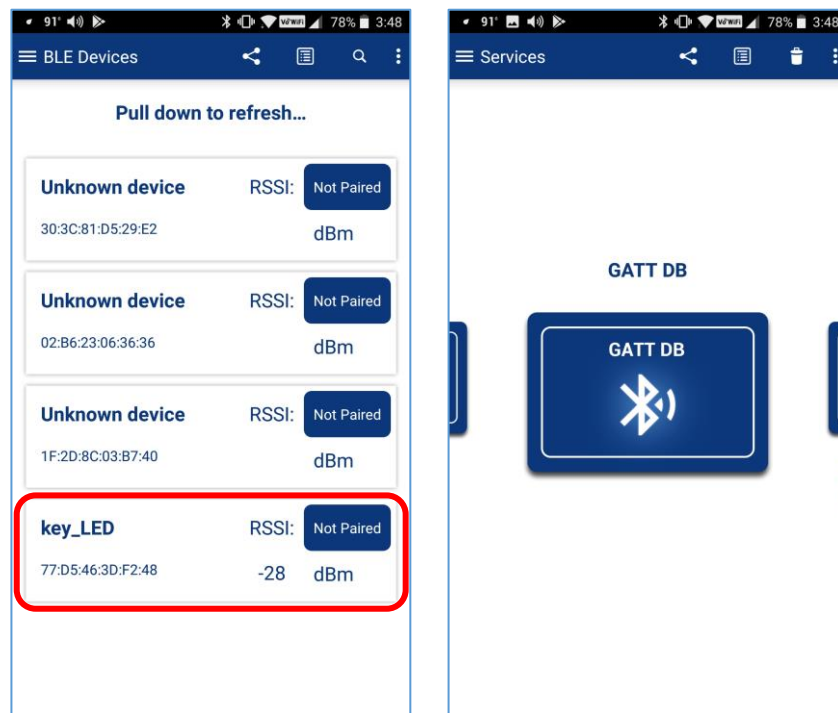 91° 78% 3:48
BLE Devices
Pull down to refresh...
Unknown device RSSI: Not Paired
30:3C:81:D5:29:E2 dBm
Unknown device RSSI: Not Paired
02:B6:23:06:36:36 dBm
Unknown device RSSI: Not Paired
1F:2D:8C:03:B7:40 dBm
key_LED RSSI: Not Paired
77:D5:46:3D:F2:48 -28 dBm
91° 78% 3:48
Services
GATT DB
GATT DB